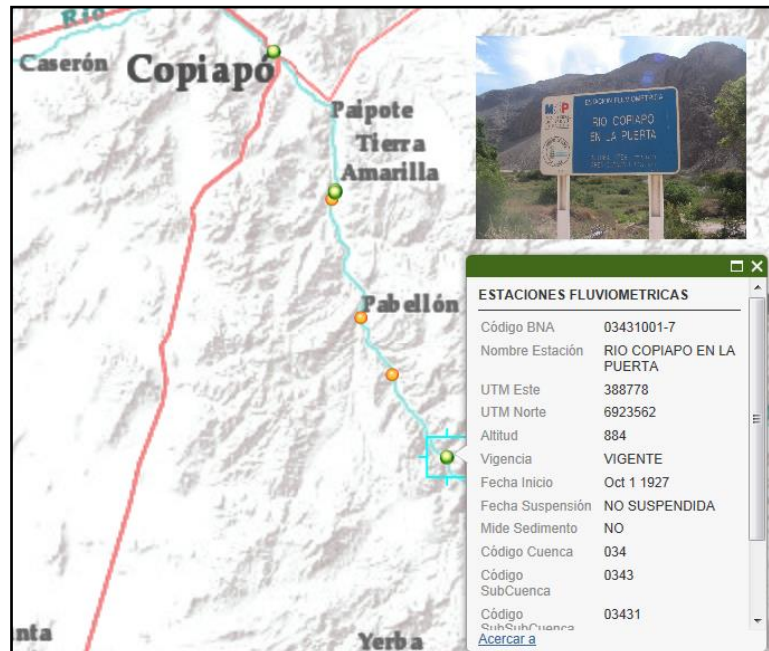 Rio
Caserón
Copiapó
Paipote
Tierra
Amarilla
Pabellón
Yerba
nta
ESTACION FLUVIOMETRICA
RIO COPIAPO
EN LA PUERTA
ESTACIONES FLUVIOMETRICAS
Código BNA 03431001-7
Nombre Estación RIO COPIAPO EN LA
PUERTA
UTM Este 388778
UTM Norte 6923562
Altitud 884
Vigencia VIGENTE
Fecha Inicio Oct 1 1927
Fecha Suspensión NO SUSPENDIDA
Mide Sedimento NO
Código Cuenca 034
Código 0343
SubCuenca
Código 03431
SubSubCuenca
Acercar a